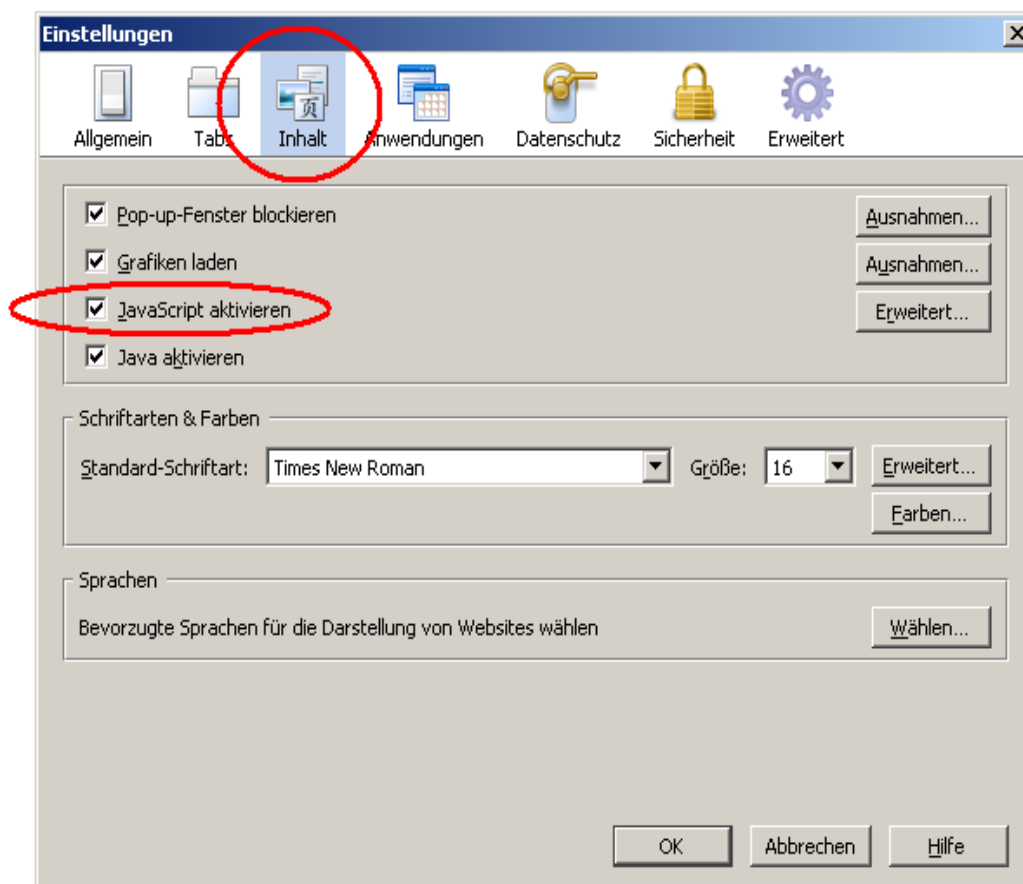 Einstellungen
页
Allgemein Tabs Inhalt Anwendungen Datenschutz Sicherheit Erweitert
Pop-up-Fenster blockieren Ausnahmen...
Grafiken laden Ausnahmen...
JavaScript aktivieren Erweitert...
Java aktivieren
Schriftarten & Farben
Standard-Schriftart: Times New Roman Größe: 16 Erweitert...
Farben...
Sprachen
Bevorzugte Sprachen für die Darstellung von Websites wählen Wählen...
OK Abbrechen Hilfe